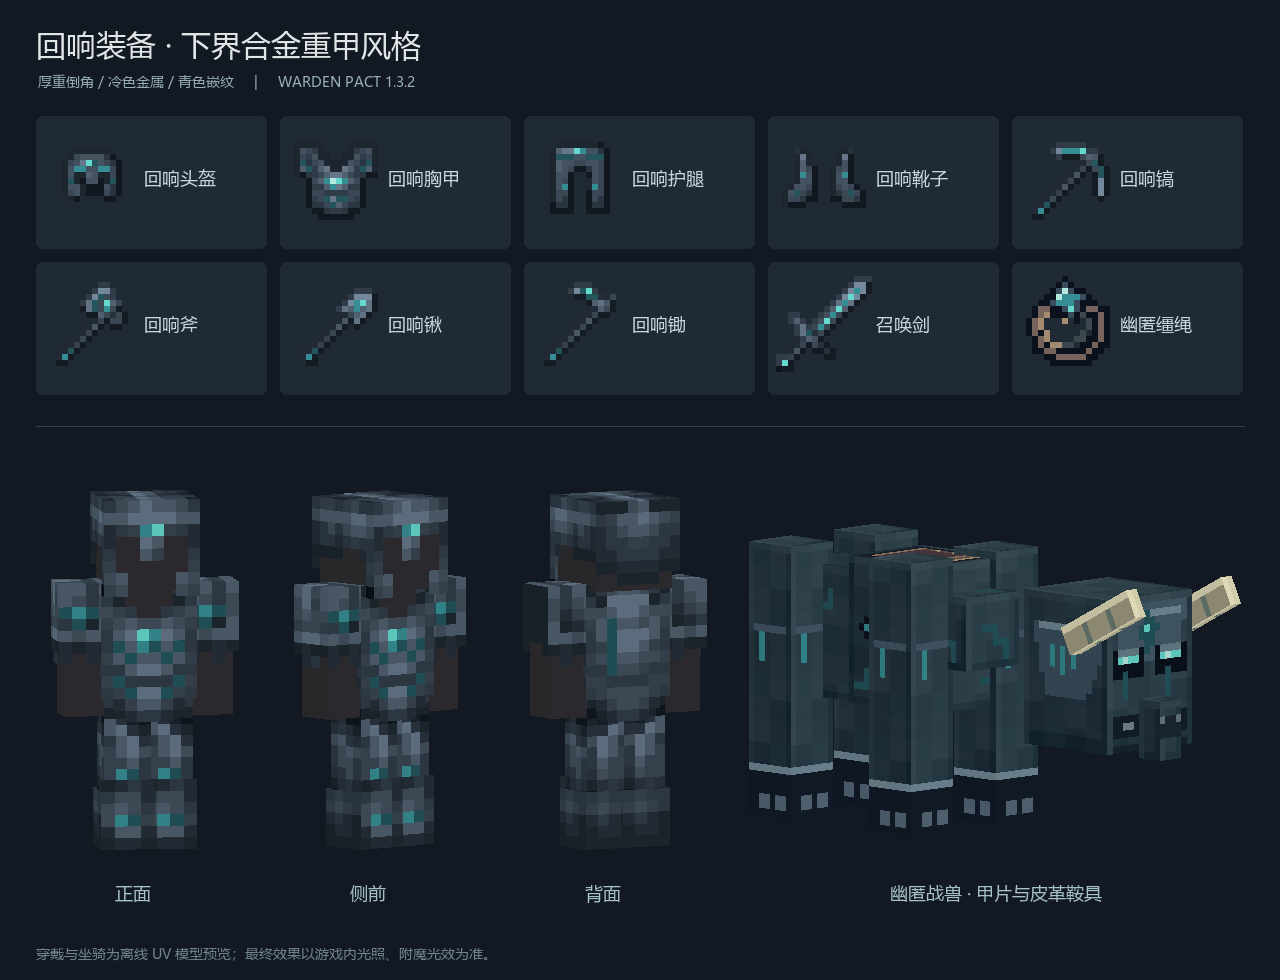 回响装备 · 下界合金重甲风格
厚重倒角 / 冷色金属 / 青色嵌纹 | WARDEN PACT 1.3.2
回响头盔
回响胸甲
回响护腿
回响靴子
回响镐
回响斧
回响锹
回响锄
召唤剑
幽匿缰绳
正面
侧前
背面
幽匿战兽 · 甲片与皮革鞍具
穿戴与坐骑为离线 UV 模型预览；最终效果以游戏内光照、附魔光效为准。